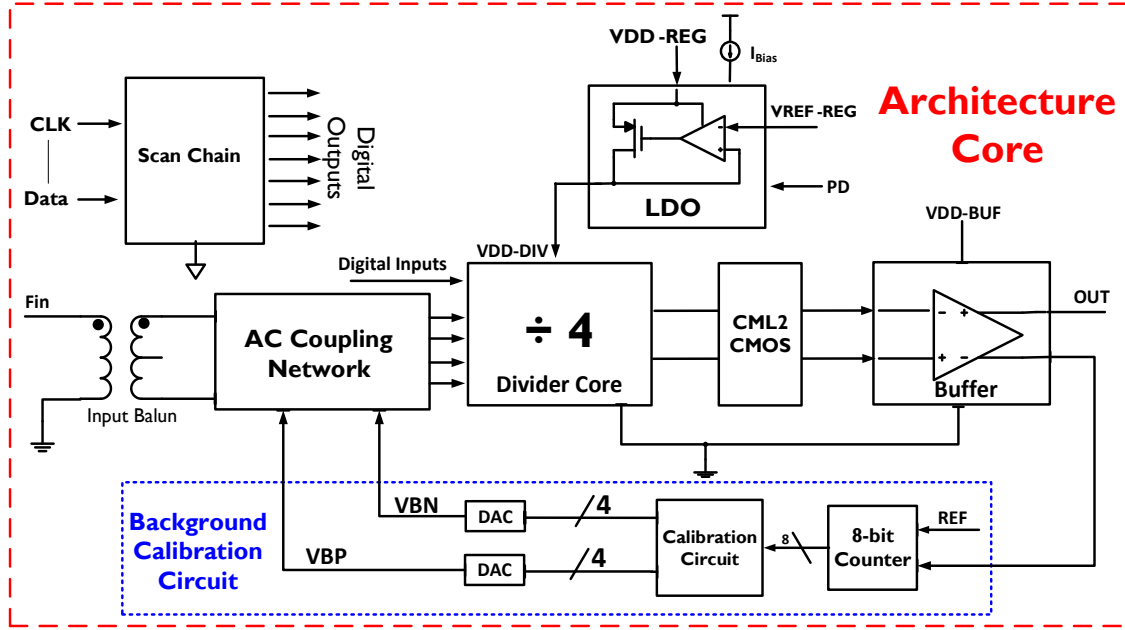 VDD -REG
I_Bias
Architecture
Core
CLK
Data
Scan Chain
Digital
Outputs
VREF-REG
-
+
PD
LDO
VDD-BUF
VDD-DIV
Digital Inputs
Fin
AC Coupling
Network
÷ 4
Divider Core
CML2
CMOS
- +
+ -
Buffer
OUT
Input Balun
Background
Calibration
Circuit
VBN
DAC
4
VBP
DAC
4
Calibration
Circuit
8
8-bit
Counter
REF